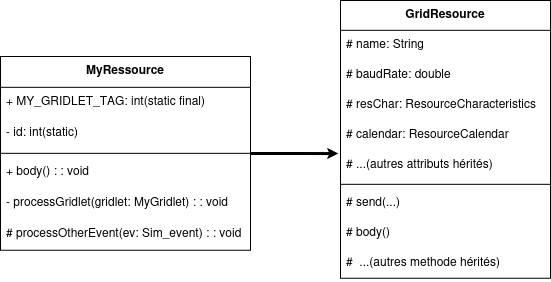 MyRessource
+ MY_GRIDLET_TAG: int(static final)
- id: int(static)
+ body() : : void
- processGridlet(gridlet: MyGridlet) : : void
# processOtherEvent(ev: Sim_event) : : void
GridResource
# name: String
# baudRate: double
# resChar: ResourceCharacteristics
# calendar: ResourceCalendar
# ...(autres attributs hérités)
# send(...)
# body()
# ...(autres methode hérités)